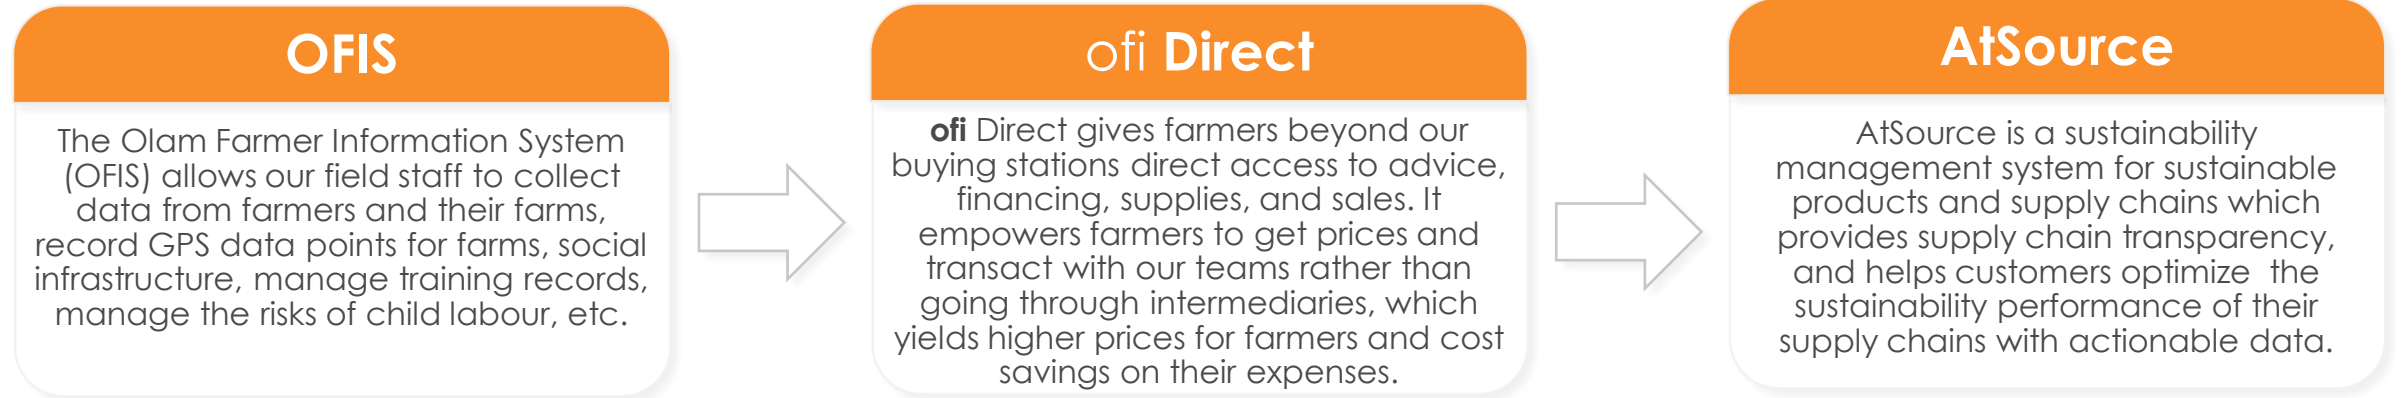 OFIS
The Olam Farmer Information System
(OFIS) allows our field staff to collect
data from farmers and their farms,
record GPS data points for farms, social
infrastructure, manage training records,
manage the risks of child labour, etc.
ofi Direct
ofi Direct gives farmers beyond our
buying stations direct access to advice,
financing, supplies, and sales. It
empowers farmers to get prices and
transact with our teams rather than
going through intermediaries, which
yields higher prices for farmers and cost
savings on their expenses.
AtSource
AtSource is a sustainability
management system for sustainable
products and supply chains which
provides supply chain transparency,
and helps customers optimize  the
sustainability performance of their
supply chains with actionable data.